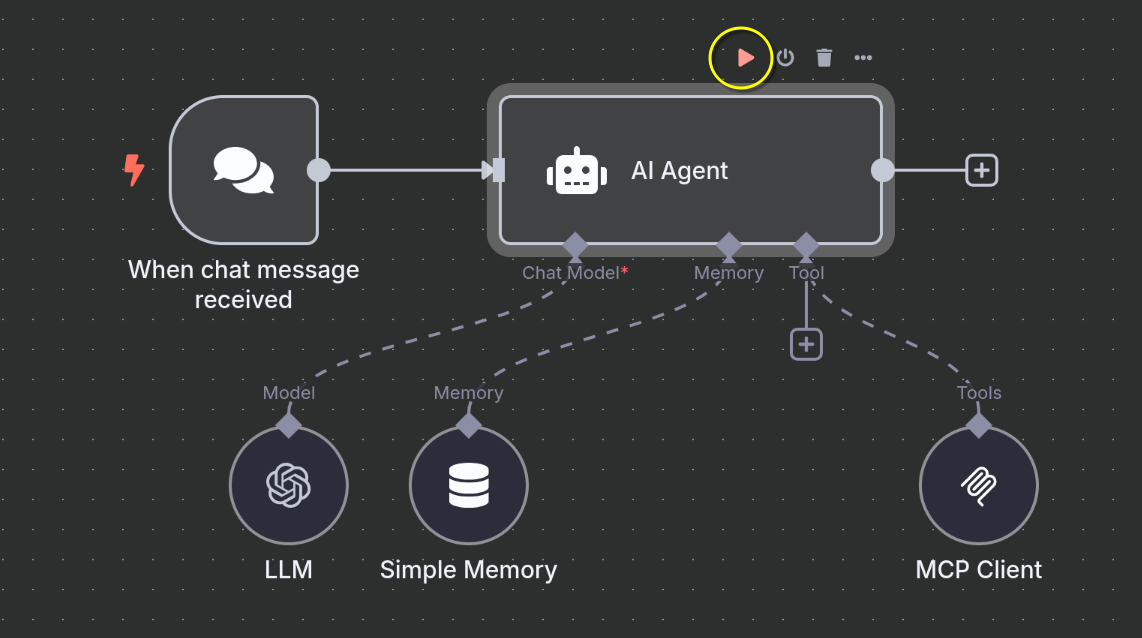 AI Agent
When chat message
received
Chat Model*
Memory
Tool
Model
Memory
Tools
LLM
Simple Memory
MCP Client